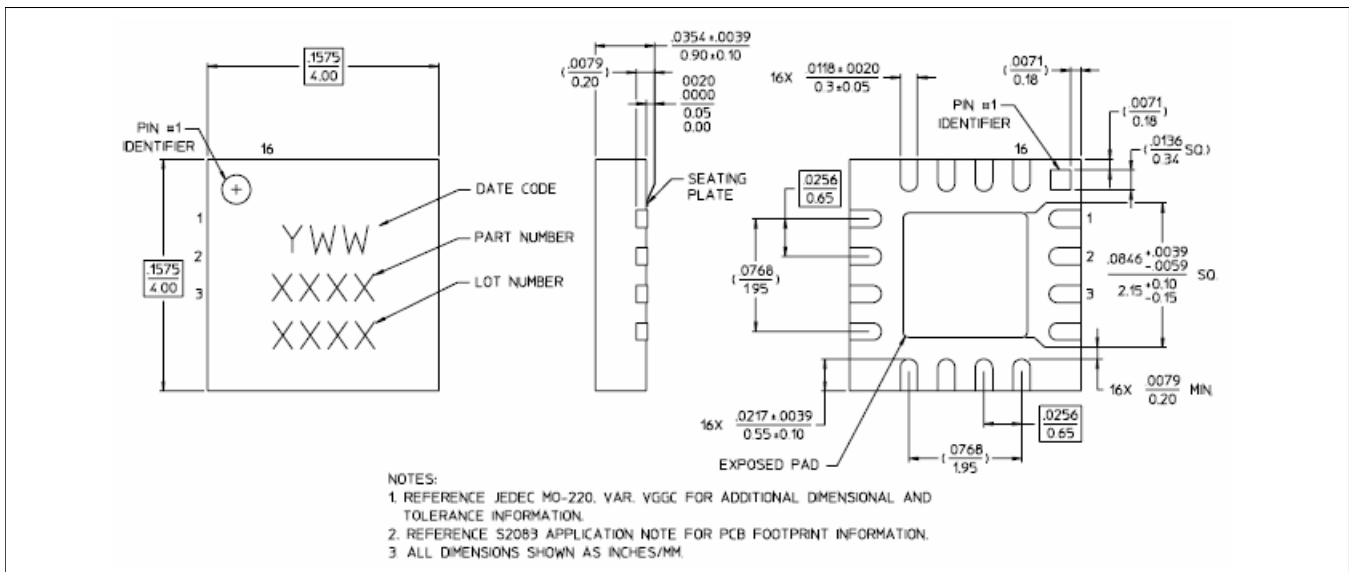 .1575
4.00
PIN #1
IDENTIFIER
16
.1575
4.00
1
2
3
YWW
XXXX
XXXX
DATE CODE
PART NUMBER
LOT NUMBER
.0354±.0039
0.90±0.10
(.0079)
0.20
0020
0000
0.05
0.00
SEATING
PLATE
16X .0118±.0020
0.3±0.05
(.0071)
0.18
PIN #1
IDENTIFIER
16
(.0071)
0.18
(.0136 SQ.)
0.34
.0256
0.65
(.0768)
1.95
1
2
3
.0846 +.0039 -.0059 SQ.
2.15 +0.10 -0.15
16X .0079 MIN.
0.20
16X .0217±.0039
0.55±0.10
.0256
0.65
(.0768)
1.95
EXPOSED PAD
NOTES:
1. REFERENCE JEDEC MO-220, VAR. VGGC FOR ADDITIONAL DIMENSIONAL AND
TOLERANCE INFORMATION.
2. REFERENCE S2083 APPLICATION NOTE FOR PCB FOOTPRINT INFORMATION.
3 ALL DIMENSIONS SHOWN AS INCHES/MM.